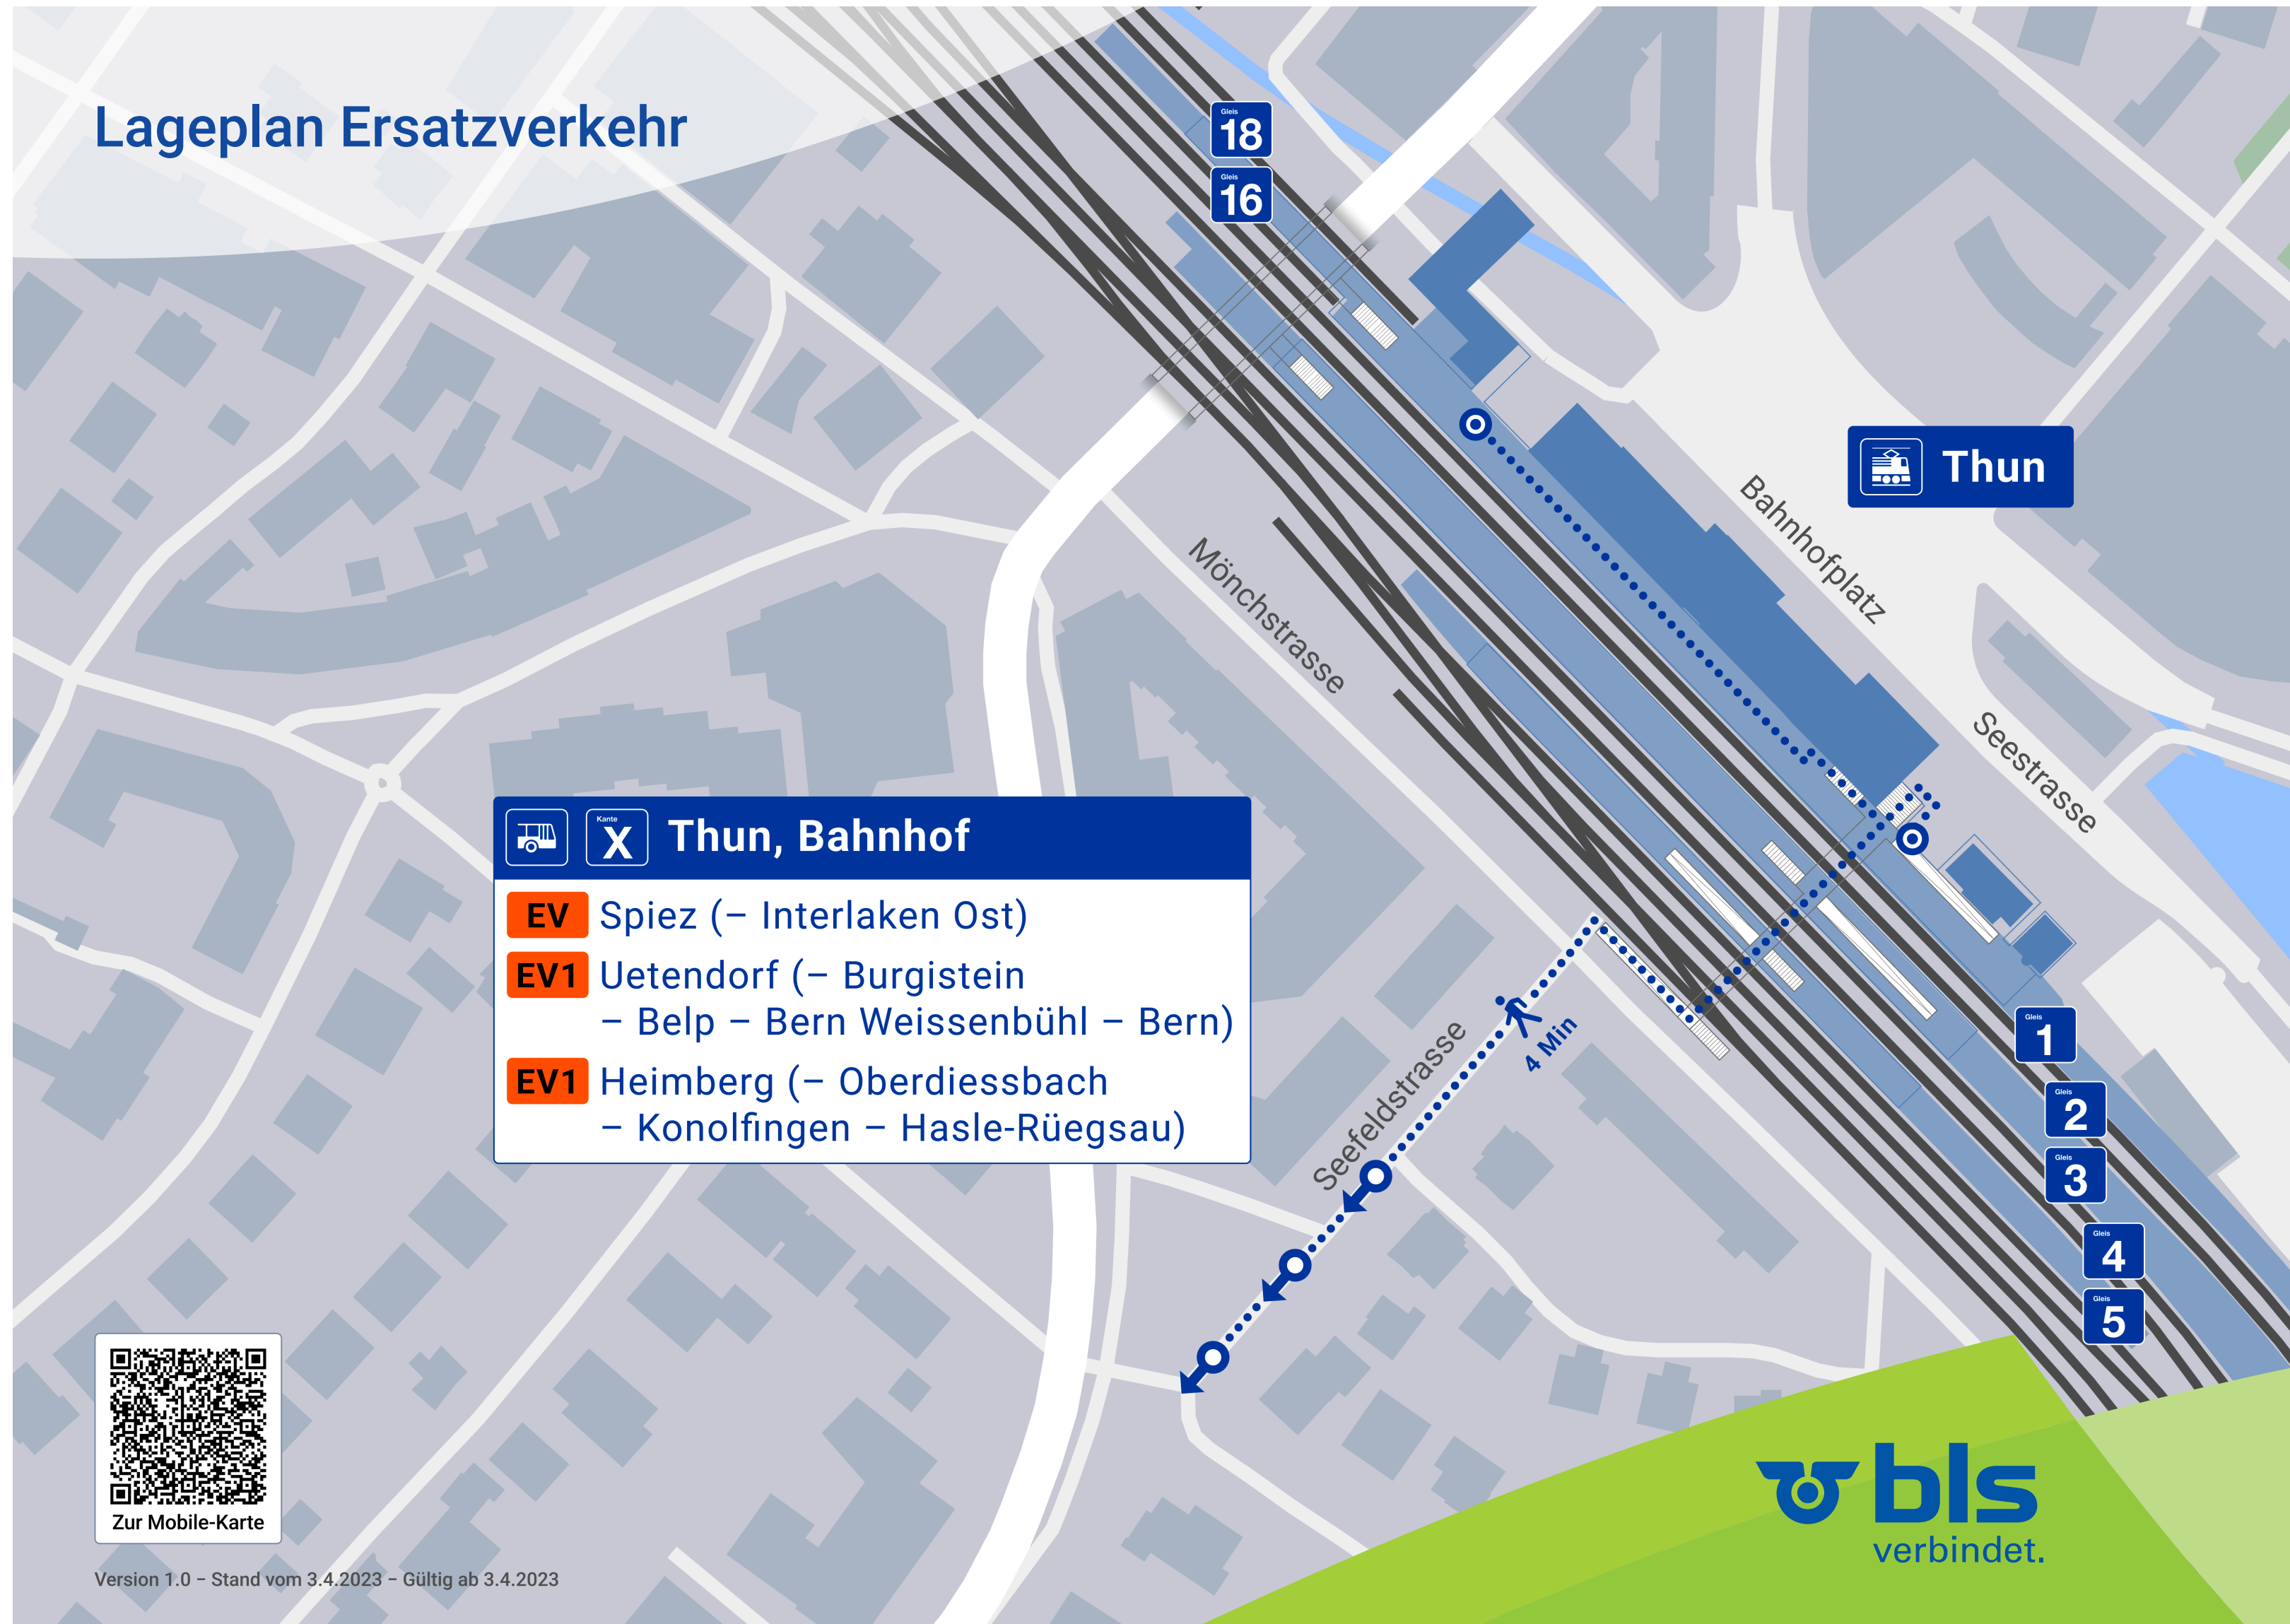 Lageplan Ersatzverkehr
Gleis
18
Gleis
16
Thun
Bahnhofplatz
Mönchstrasse
Seestrasse
Kante
X
Thun, Bahnhof
EV Spiez (– Interlaken Ost)
EV1 Uetendorf (– Burgistein
– Belp – Bern Weissenbühl – Bern)
EV1 Heimberg (– Oberdiessbach
– Konolfingen – Hasle-Rüegsau)
4 Min
Seefeldstrasse
Gleis
1
Gleis
2
Gleis
3
Gleis
4
Gleis
5
Zur Mobile-Karte
Version 1.0 – Stand vom 3.4.2023 – Gültig ab 3.4.2023
bls
verbindet.